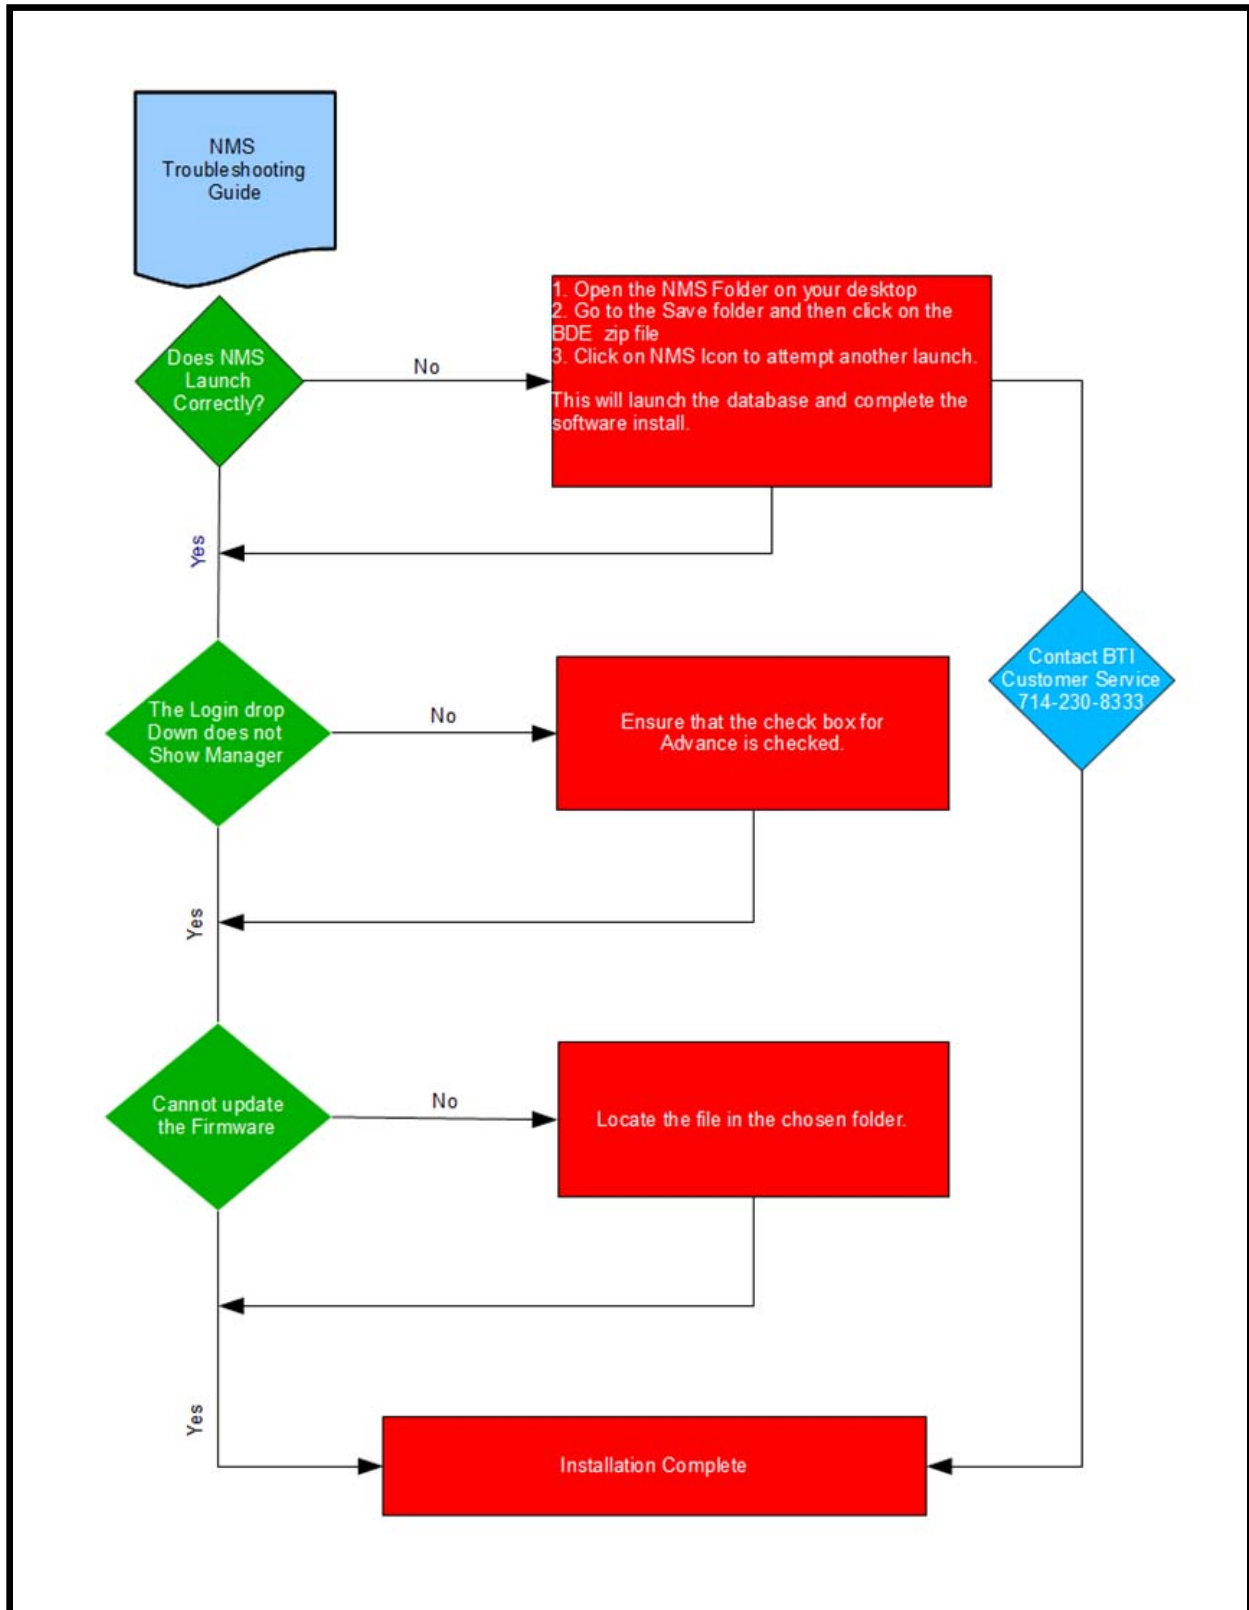 NMS
Troubleshooting
Guide
Does NMS
Launch
Correctly?
No
1. Open the NMS Folder on your desktop
2. Go to the Save folder and then click on the
BDE  zip file
3. Click on NMS Icon to attempt another launch.
This will launch the database and complete the
software install.
Yes
Contact BTI
Customer Service
714-230-8333
The Login drop
Down does not
Show Manager
No
Ensure that the check box for
Advance is checked.
Yes
Cannot update
the Firmware
No
Locate the file in the chosen folder.
Yes
Installation Complete